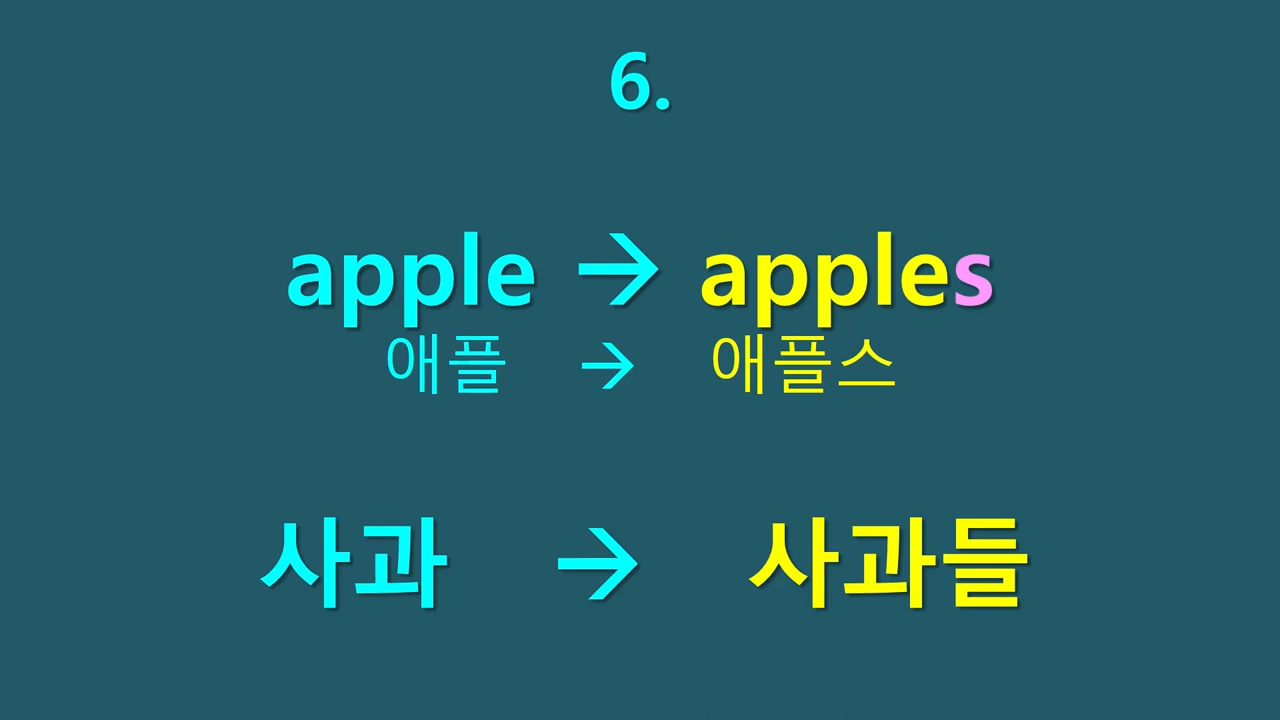 6.
apple → apples
애플 → 애플스
사과 → 사과들